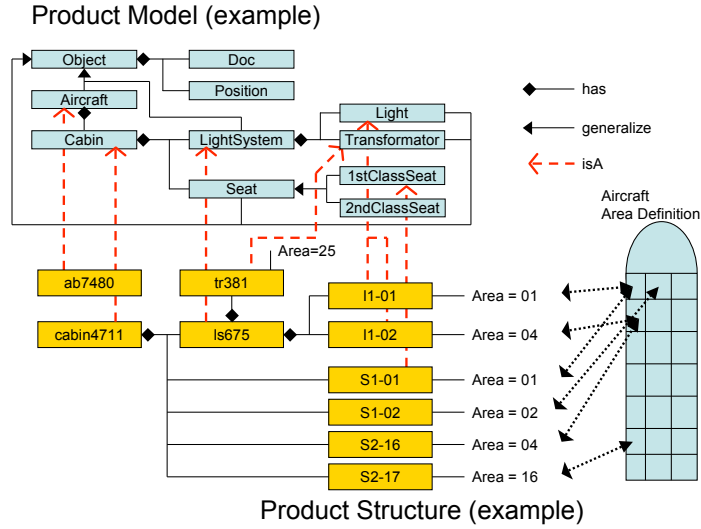 Product Model (example)
Object
Doc
Position
Aircraft
Cabin
LightSystem
Light
Transformator
Seat
1stClassSeat
2ndClassSeat
has
generalize
isA
Aircraft
Area Definition
Area=25
ab7480
tr381
l1-01
Area = 01
cabin4711
ls675
l1-02
Area = 04
S1-01
Area = 01
S1-02
Area = 02
S2-16
Area = 04
S2-17
Area = 16
Product Structure (example)